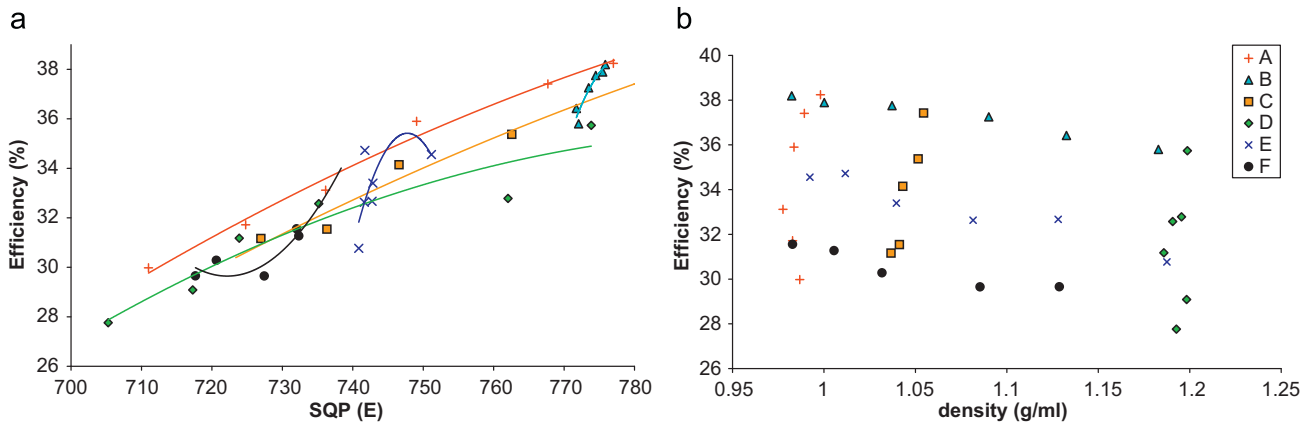 a
b
Efficiency (%)
38
36
34
32
30
28
26
700 710 720 730 740 750 760 770 780
SQP (E)
Efficiency (%)
40
38
36
34
32
30
28
26
0.95 1 1.05 1.1 1.15 1.2 1.25
density (g/ml)
A
B
C
D
E
F